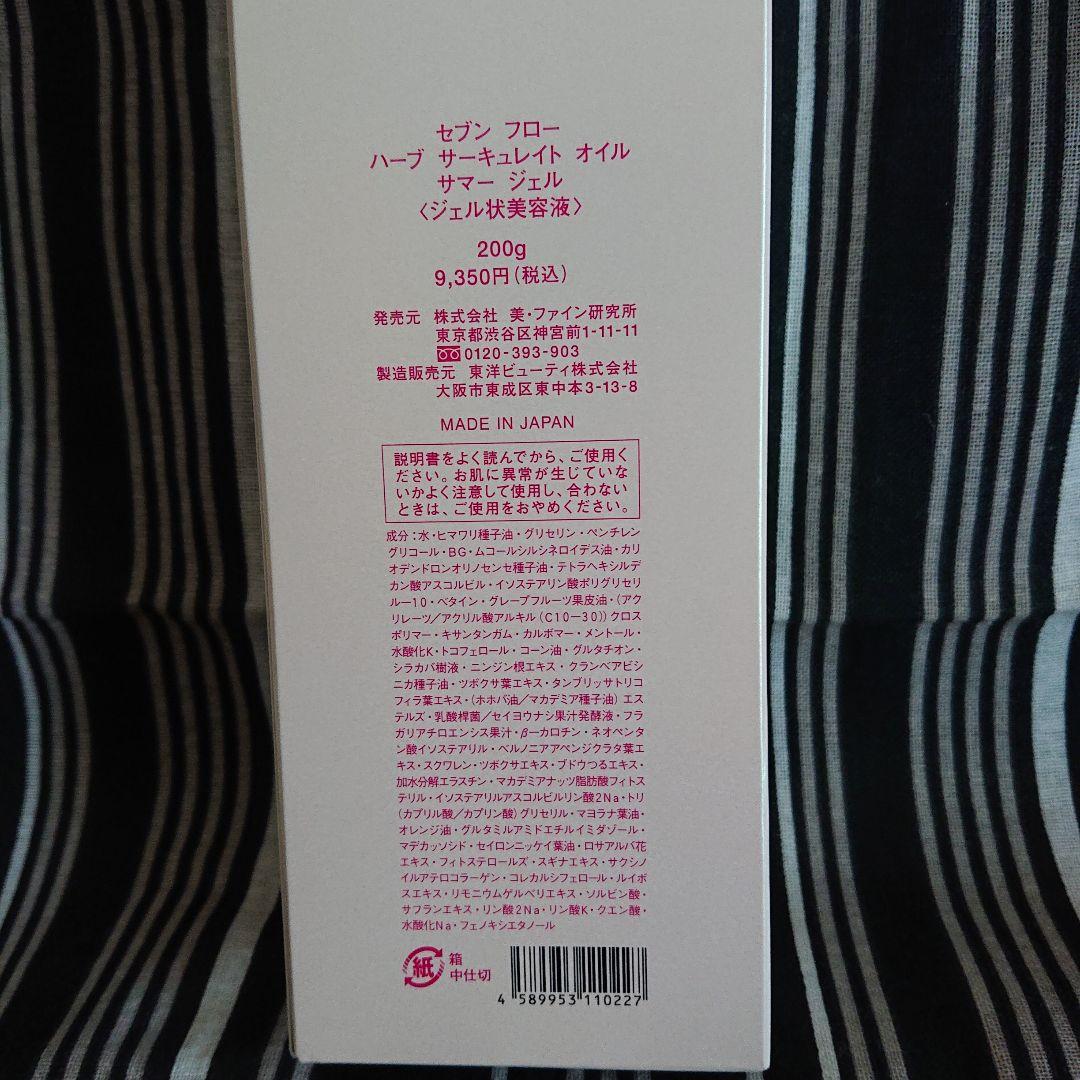 セブン フロー
ハーブ サーキュレイト オイル
サマー ジェル
〈ジェル状美容液〉
200g
9,350円(税込)
発売元 株式会社 美・ファイン研究所
東京都渋谷区神宮前1-11-11
0120-393-903
製造販売元 東洋ビューティ株式会社
大阪市東成区東中本3-13-8
MADE IN JAPAN
説明書をよく読んでから、ご使用く
ださい。お肌に異常が生じていな
いかよく注意して使用し、合わない
ときは、ご使用をおやめください。
成分：水・ヒマワリ種子油・グリセリン・ペンチレン
グリコール・BG・ムコールシルシネロイデス油・カリ
オデンドロンオリノセンセ種子油・テトラヘキシルデ
カン酸アスコルビル・イソステアリン酸ポリグリセリ
ル－10・ベタイン・グレープフルーツ果皮油・(アク
リレーツ／アクリル酸アルキル(C10－30))クロス
ポリマー・キサンタンガム・カルボマー・メントール・
水酸化K・トコフェロール・コーン油・グルタチオン・
シラカバ樹液・ニンジン根エキス・クランベアビシ
ニカ種子油・ツボクサ葉エキス・タンブリッサトリコ
フィラ葉エキス・(ホホバ油／マカデミア種子油)エス
テルズ・乳酸桿菌／セイヨウナシ果汁発酵液・フラ
ガリアチロエンシス果汁・β－カロチン・ネオペンタ
ン酸イソステアリル・ベルノニアアペンジクラタ葉エ
キス・スクワレン・ツボクサエキス・ブドウつるエキス・
加水分解エラスチン・マカデミアナッツ脂肪酸フィトス
テリル・イソステアリルアスコルビルリン酸2Na・トリ
(カプリル酸／カプリン酸)グリセリル・マヨラナ葉油・
オレンジ油・グルタミルアミドエチルイミダゾール・
マデカッソシド・セイロンニッケイ葉油・ロサアルバ花
エキス・フィトステロールズ・スギナエキス・サクシノ
イルアテロコラーゲン・コレカルシフェロール・ルイボ
スエキス・リモニウムゲルベリエキス・ソルビン酸・
サフランエキス・リン酸2Na・リン酸K・クエン酸・
水酸化Na・フェノキシエタノール
紙 箱
中仕切
4 589953 110227